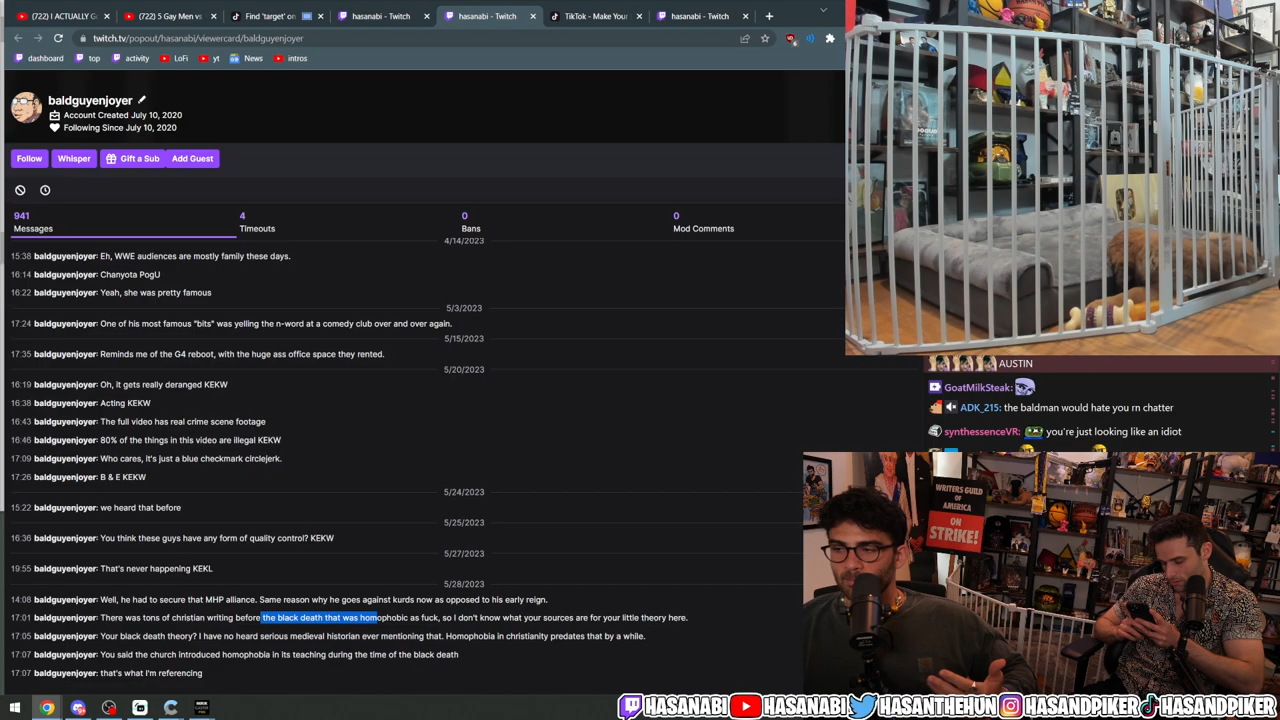 (722) I ACTUALLY G
(722) 5 Gay Men vs
Find 'target' on
hasanabi - Twitch
hasanabi - Twitch
TikTok - Make Your
hasanabi - Twitch
twitch.tv/popout/hasanabi/viewercard/baldguyenjoyer
dashboard top activity LoFi yt News intros
baldguyenjoyer
Account Created July 10, 2020
Following Since July 10, 2020
Follow Whisper Gift a Sub Add Guest
941 4 0 0
Messages Timeouts Bans Mod Comments
4/14/2023
15:38 baldguyenjoyer: Eh, WWE audiences are mostly family these days.
16:14 baldguyenjoyer: Chanyota PogU
16:22 baldguyenjoyer: Yeah, she was pretty famous
5/3/2023
17:24 baldguyenjoyer: One of his most famous "bits" was yelling the n-word at a comedy club over and over again.
5/15/2023
17:35 baldguyenjoyer: Reminds me of the G4 reboot, with the huge ass office space they rented.
5/20/2023
16:19 baldguyenjoyer: Oh, it gets really deranged KEKW
16:38 baldguyenjoyer: Acting KEKW
16:43 baldguyenjoyer: The full video has real crime scene footage
16:46 baldguyenjoyer: 80% of the things in this video are illegal KEKW
17:09 baldguyenjoyer: Who cares, it's just a blue checkmark circlejerk.
17:26 baldguyenjoyer: B & E KEKW
5/24/2023
15:22 baldguyenjoyer: we heard that before
5/25/2023
16:36 baldguyenjoyer: You think these guys have any form of quality control? KEKW
5/27/2023
19:55 baldguyenjoyer: That's never happening KEKL
5/28/2023
14:08 baldguyenjoyer: Well, he had to secure that MHP alliance. Same reason why he goes against kurds now as opposed to his early reign.
17:01 baldguyenjoyer: There was tons of christian writing before the black death that was homophobic as fuck, so I don't know what your sources are for your little theory here.
17:05 baldguyenjoyer: Your black death theory? I have no heard serious medieval historian ever mentioning that. Homophobia in christianity predates that by a while.
17:07 baldguyenjoyer: You said the church introduced homophobia in its teaching during the time of the black death
17:07 baldguyenjoyer: that's what I'm referencing
AUSTIN
GoatMilkSteak:
ADK_215: the baldman would hate you rn chatter
synthessenceVR: you're just looking like an idiot
WRITERS GUILD
OF
AMERICA
ON
STRIKE!
HASANABI HASANABI HASANTHEHUN HASANDPIKER HASANDPIKER